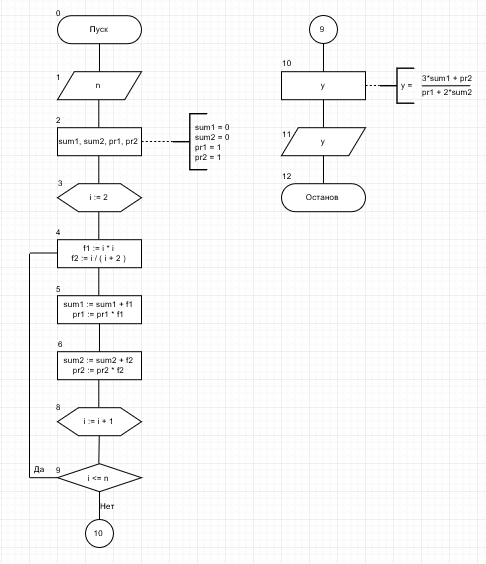 0
Пуск
1
n
2
sum1, sum2, pr1, pr2
sum1 = 0
sum2 = 0
pr1 = 1
pr2 = 1
3
i := 2
4
f1 := i * i
f2 := i / ( i + 2 )
5
sum1 := sum1 + f1
pr1 := pr1 * f1
6
sum2 := sum2 + f2
pr2 := pr2 * f2
8
i := i + 1
Да
9
i <= n
Нет
10
9
10
y
y =
3*sum1 + pr2
pr1 + 2*sum2
11
y
12
Останов